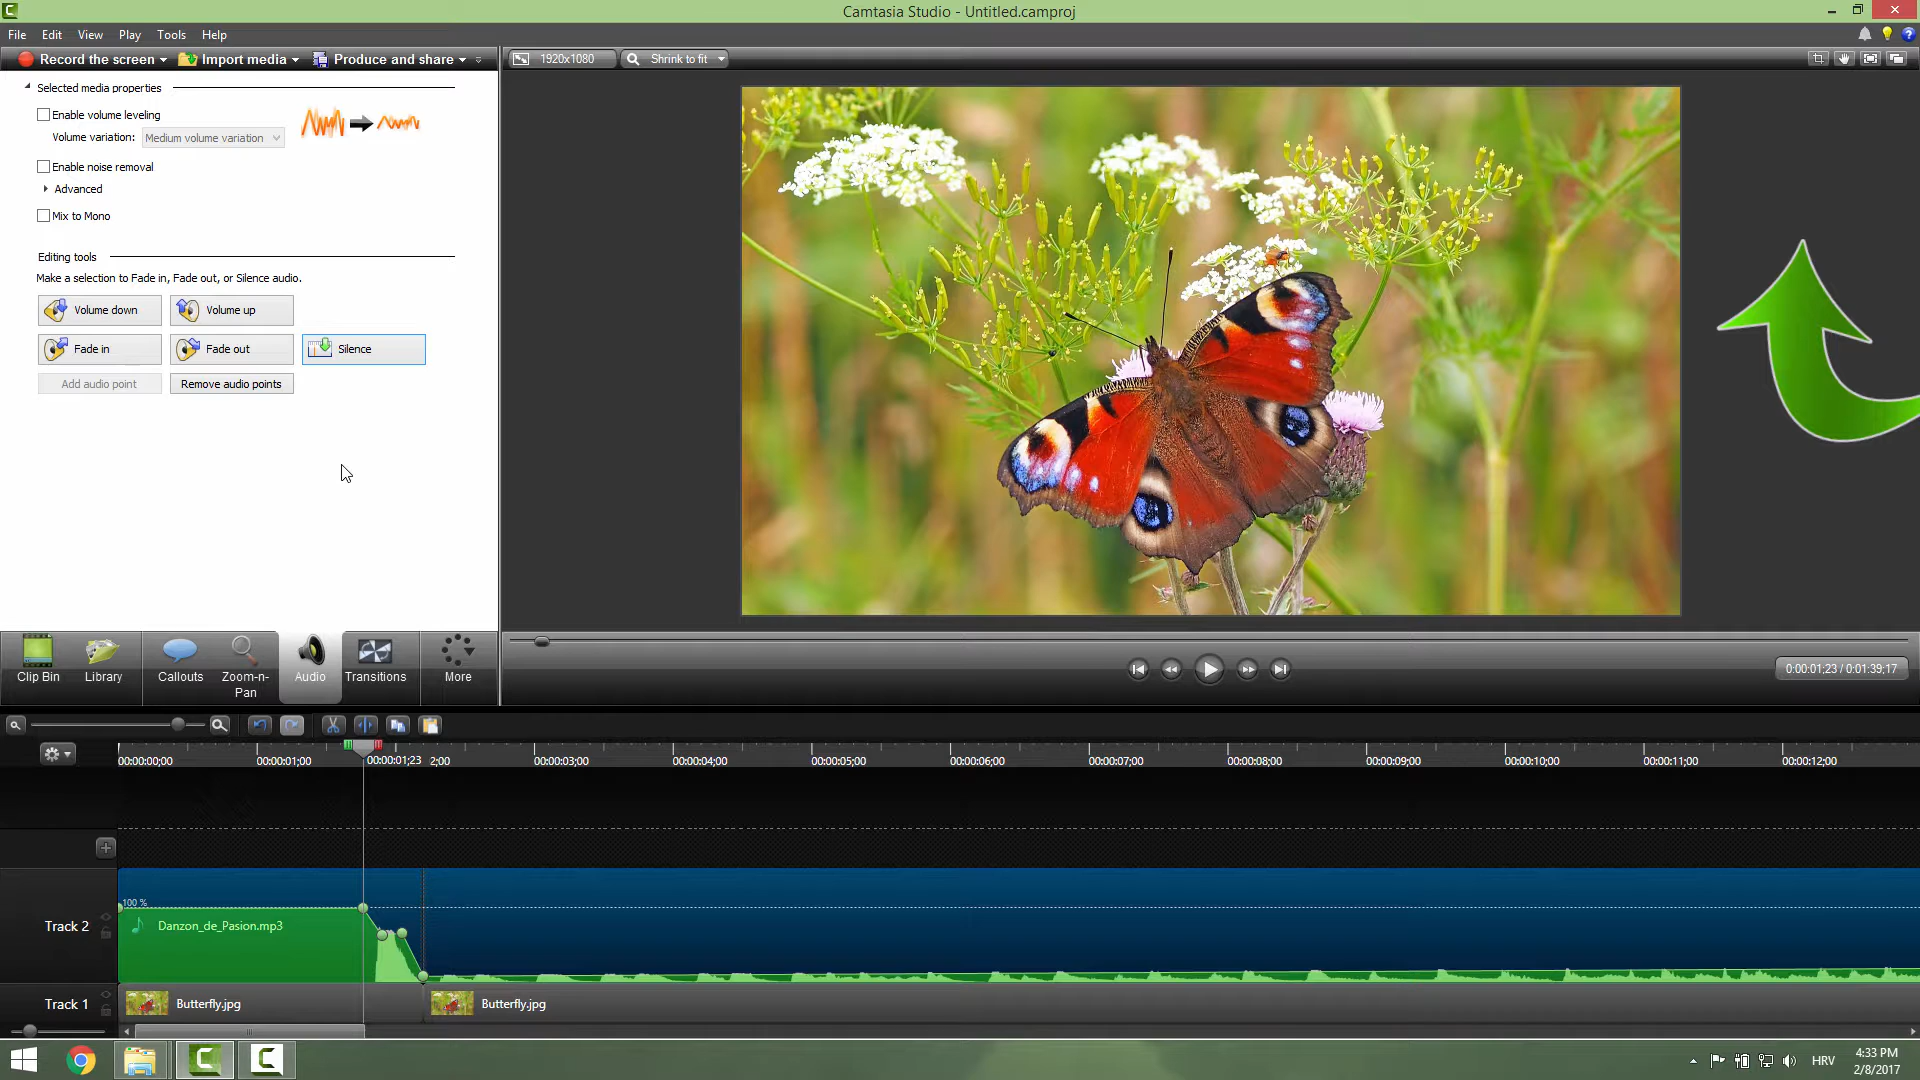 Camtasia Studio - Untitled.camproj
File Edit View Play Tools Help
Record the screen Import media Produce and share
1920x1080 Shrink to fit
Selected media properties
Enable volume leveling
Volume variation: Medium volume variation
Enable noise removal
Advanced
Mix to Mono
Editing tools
Make a selection to Fade in, Fade out, or Silence audio.
Volume down Volume up
Fade in Fade out Silence
Add audio point Remove audio points
Clip Bin Library Callouts Zoom-n-Pan Audio Transitions More
0:00:01;23 / 0:01:39;17
00:00:00;00 00:00:01;00 00:00:01;23 2;00 00:00:03;00 00:00:04;00 00:00:05;00 00:00:06;00 00:00:07;00 00:00:08;00 00:00:09;00 00:00:10;00 00:00:11;00 00:00:12;00
100 %
Track 2 Danzon_de_Pasion.mp3
Track 1 Butterfly.jpg Butterfly.jpg
HRV
4:33 PM
2/8/2017